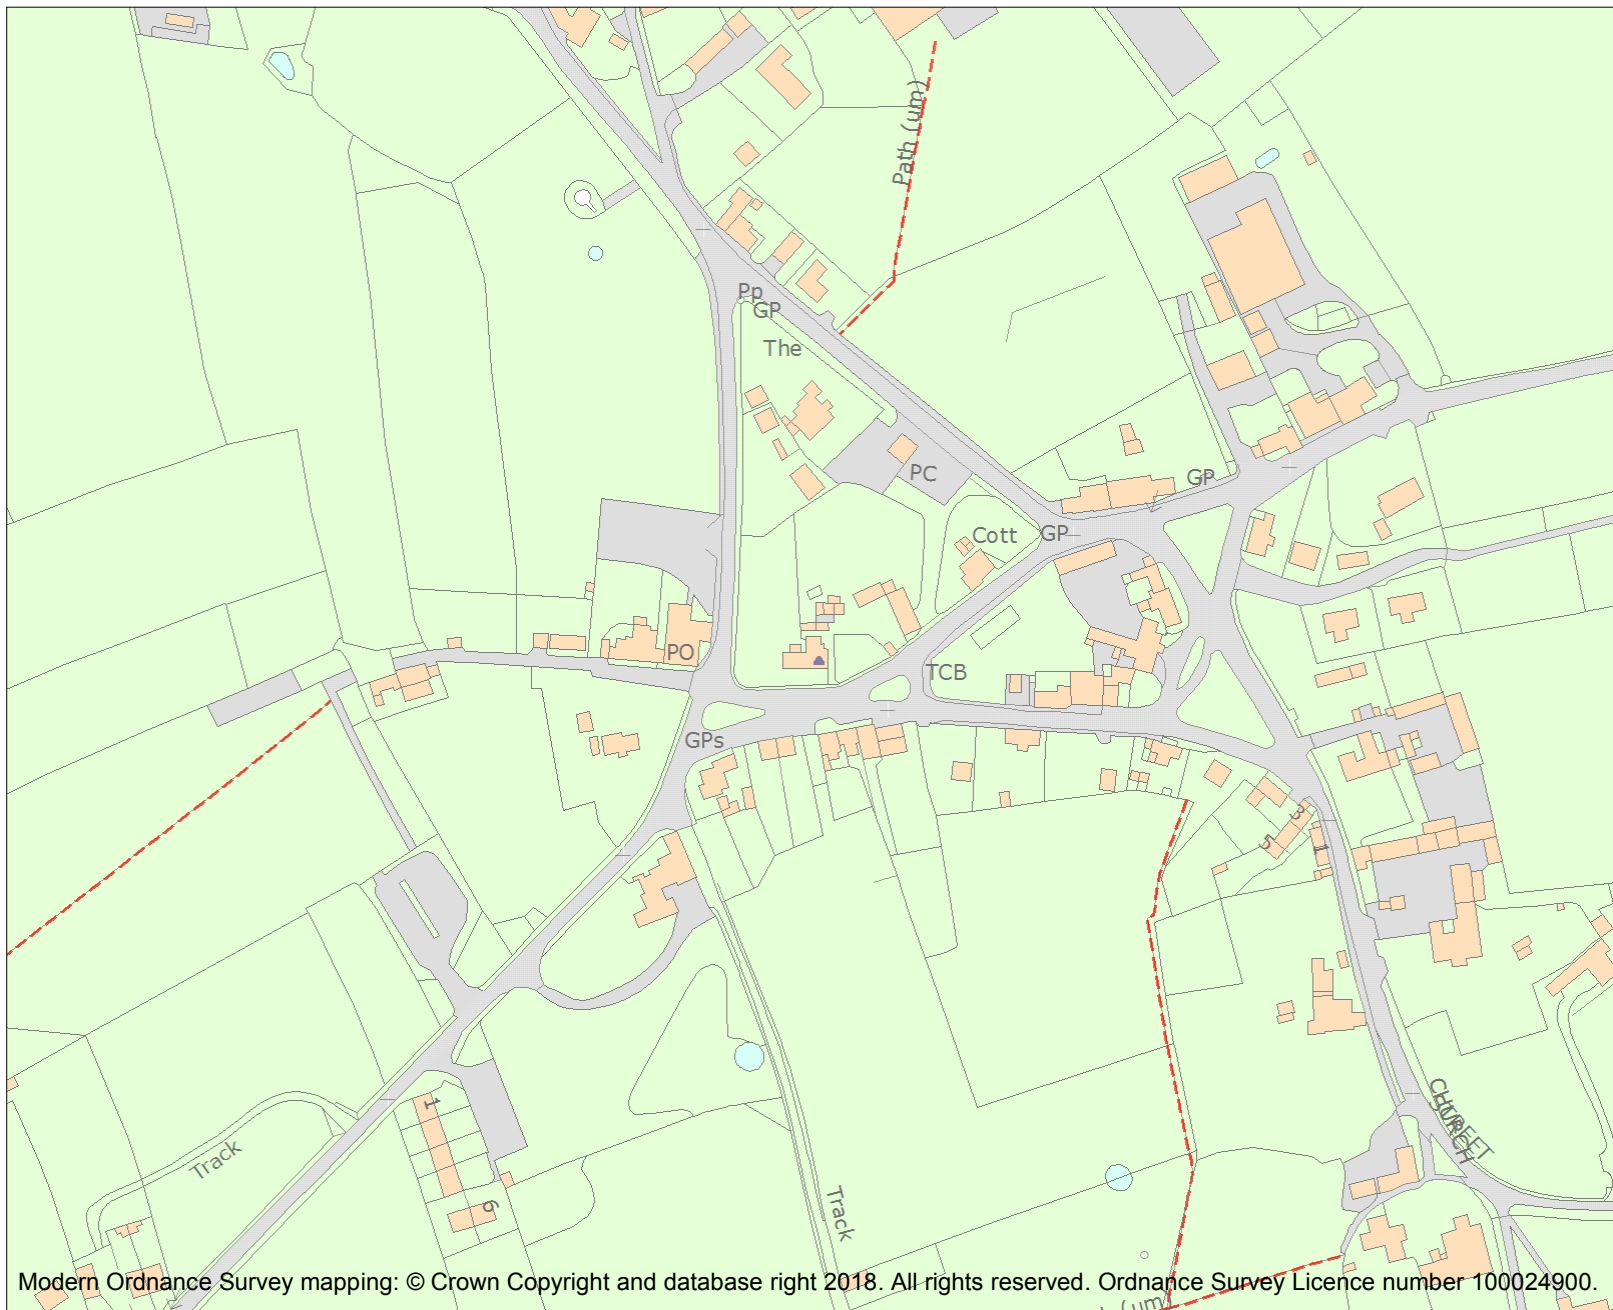 Path (um)
Pp
GP
The
PC
GP
Cott
GP
PO
TCB
GPs
3
5
1
1
6
Track
Track
CHURCH
STREET
(um)
Modern Ordnance Survey mapping: © Crown Copyright and database right 2018. All rights reserved. Ordnance Survey Licence number 100024900.